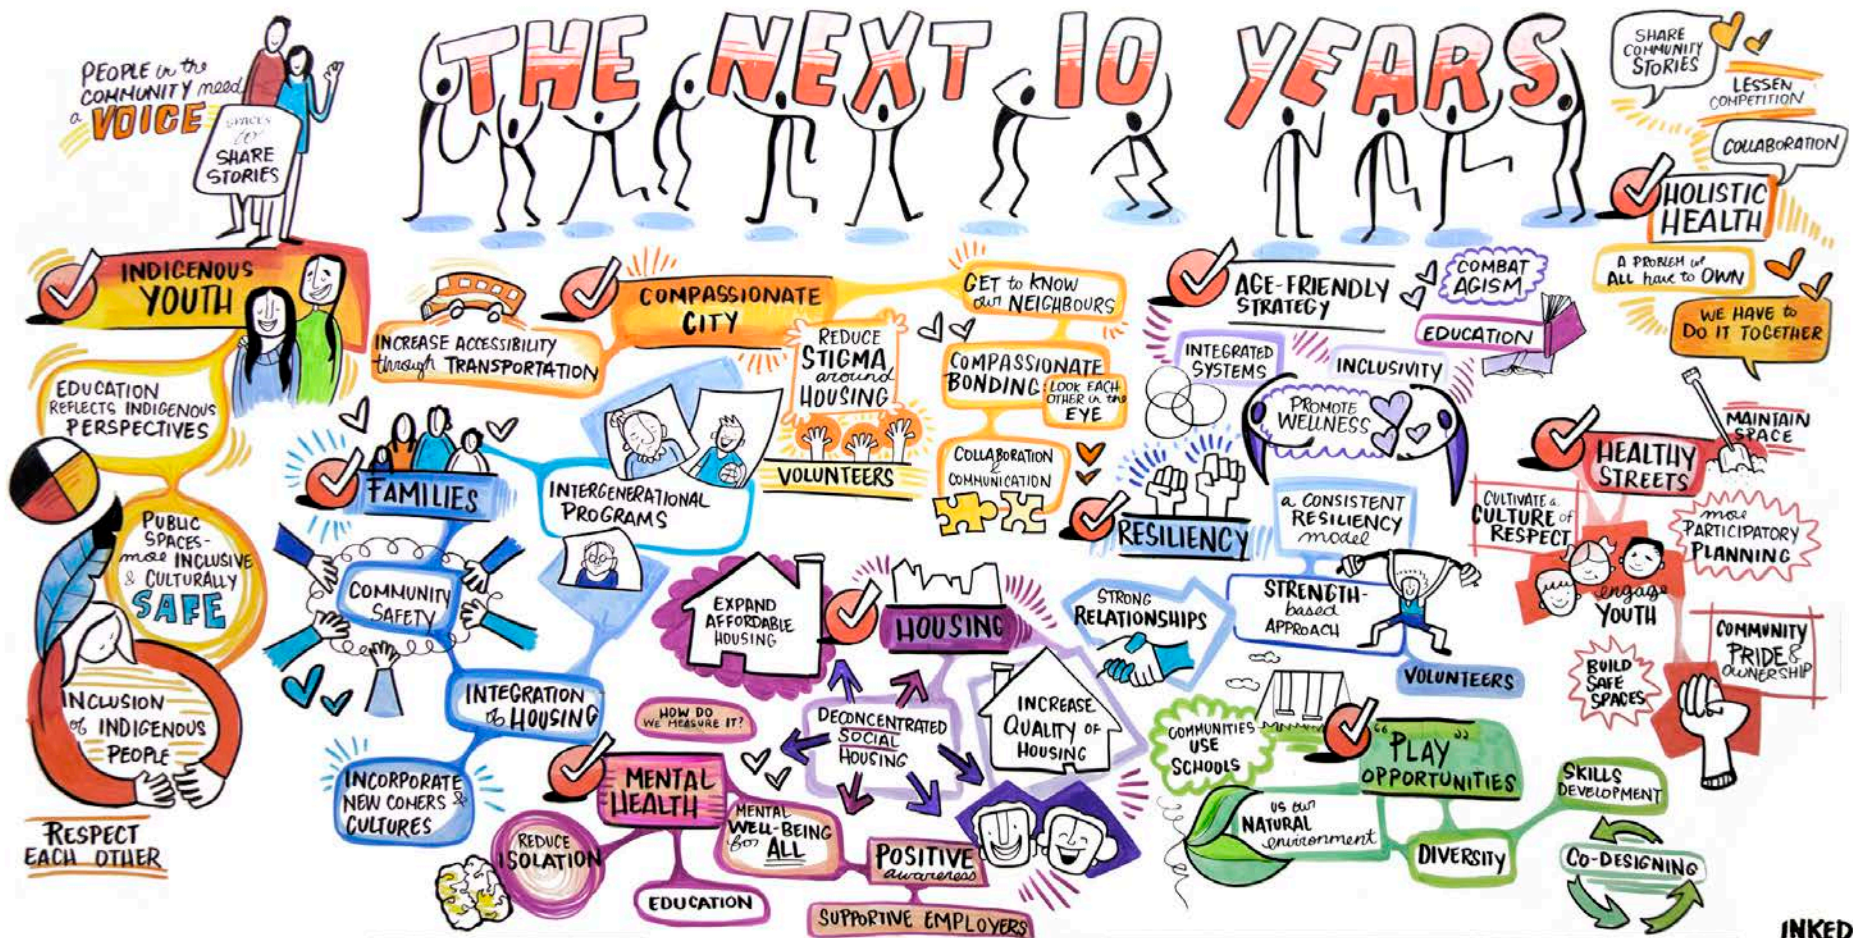 THE NEXT 10 YEARS
PEOPLE in the
COMMUNITY need
a VOICE
SPACES
to
SHARE
STORIES
INDIGENOUS
YOUTH
EDUCATION
REFLECTS INDIGENOUS
PERSPECTIVES
PUBLIC
SPACES-
more INCLUSIVE
& CULTURALLY
SAFE
INCLUSION
of INDIGENOUS
PEOPLE
RESPECT
EACH OTHER
COMPASSIONATE
CITY
INCREASE ACCESSIBILITY
through TRANSPORTATION
REDUCE
STIGMA
around
HOUSING
VOLUNTEERS
GET to KNOW
our NEIGHBOURS
COMPASSIONATE
BONDING:
LOOK EACH
OTHER in the
EYE
COLLABORATION
&
COMMUNICATION
FAMILIES
INTERGENERATIONAL
PROGRAMS
COMMUNITY
SAFETY
INTEGRATION
of HOUSING
INCORPORATE
NEW COMERS &
CULTURES
HOUSING
EXPAND
AFFORDABLE
HOUSING
DECONCENTRATED
SOCIAL
HOUSING
INCREASE
QUALITY OF
HOUSING
HOW DO
WE MEASURE IT?
MENTAL
HEALTH
REDUCE
ISOLATION
EDUCATION
MENTAL
WELL-BEING
for ALL
POSITIVE
awareness
SUPPORTIVE EMPLOYERS
AGE-FRIENDLY
STRATEGY
COMBAT
AGISM
EDUCATION
INTEGRATED
SYSTEMS
INCLUSIVITY
PROMOTE
WELLNESS
RESILIENCY
a CONSISTENT
RESILIENCY
model
STRENGTH-
based
APPROACH
STRONG
RELATIONSHIPS
VOLUNTEERS
"PLAY"
OPPORTUNITIES
COMMUNITIES
USE
SCHOOLS
US our
NATURAL
environment
DIVERSITY
SKILLS
DEVELOPMENT
CO-DESIGNING
SHARE
COMMUNITY
STORIES
LESSEN
COMPETITION
COLLABORATION
HOLISTIC
HEALTH
A PROBLEM we
ALL have to OWN
WE HAVE to
DO IT TOGETHER
HEALTHY
STREETS
MAINTAIN
SPACE
CULTIVATE a
CULTURE of
RESPECT
more
PARTICIPATORY
PLANNING
engage
YOUTH
BUILD
SAFE
SPACES
COMMUNITY
PRIDE &
OWNERSHIP
INKED